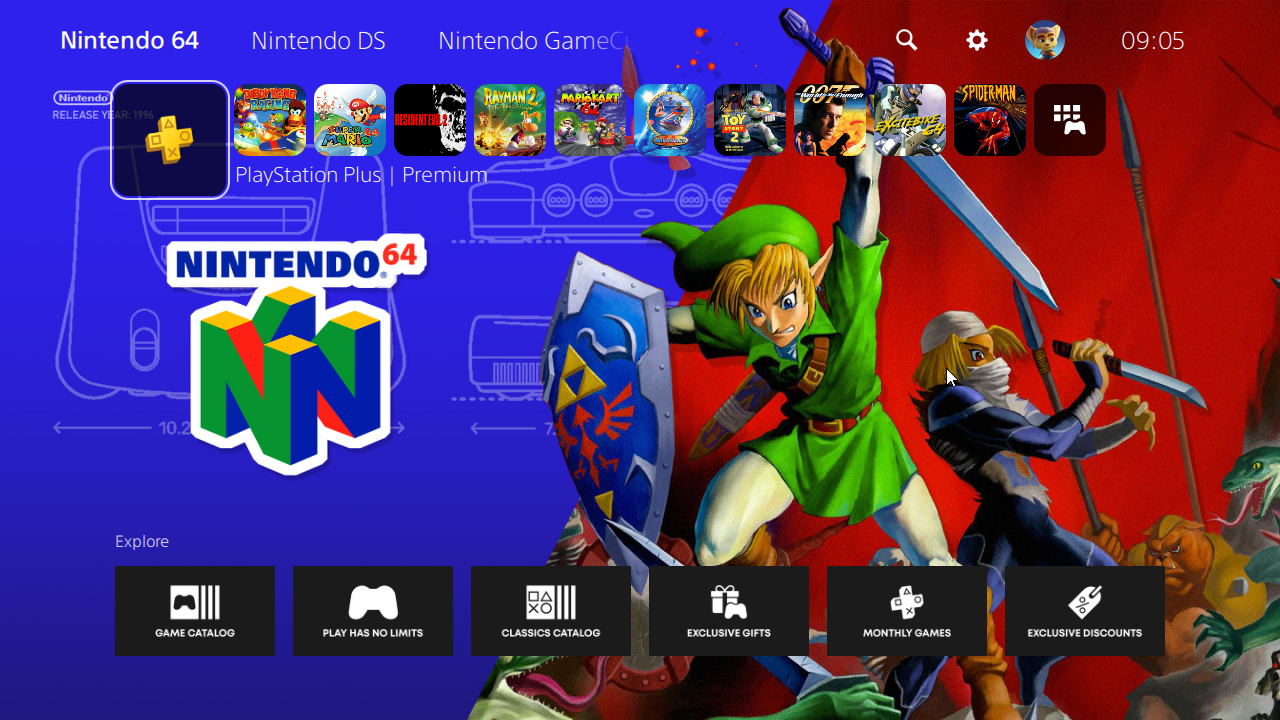 Nintendo 64
Nintendo DS
Nintendo GameC
09:05
Nintendo
RELEASE YEAR: 1996
DIDDY KONG RACING
SUPER MARIO 64
RESIDENT EVIL 2
RAYMAN 2
MARIOKART 64
TOY STORY 2
007
The World is Not Enough
EXCITEBIKE 64
SPIDER-MAN
PlayStation Plus | Premium
NINTENDO 64
®
10.2
7.
Explore
GAME CATALOG
PLAY HAS NO LIMITS
CLASSICS CATALOG
EXCLUSIVE GIFTS
MONTHLY GAMES
EXCLUSIVE DISCOUNTS